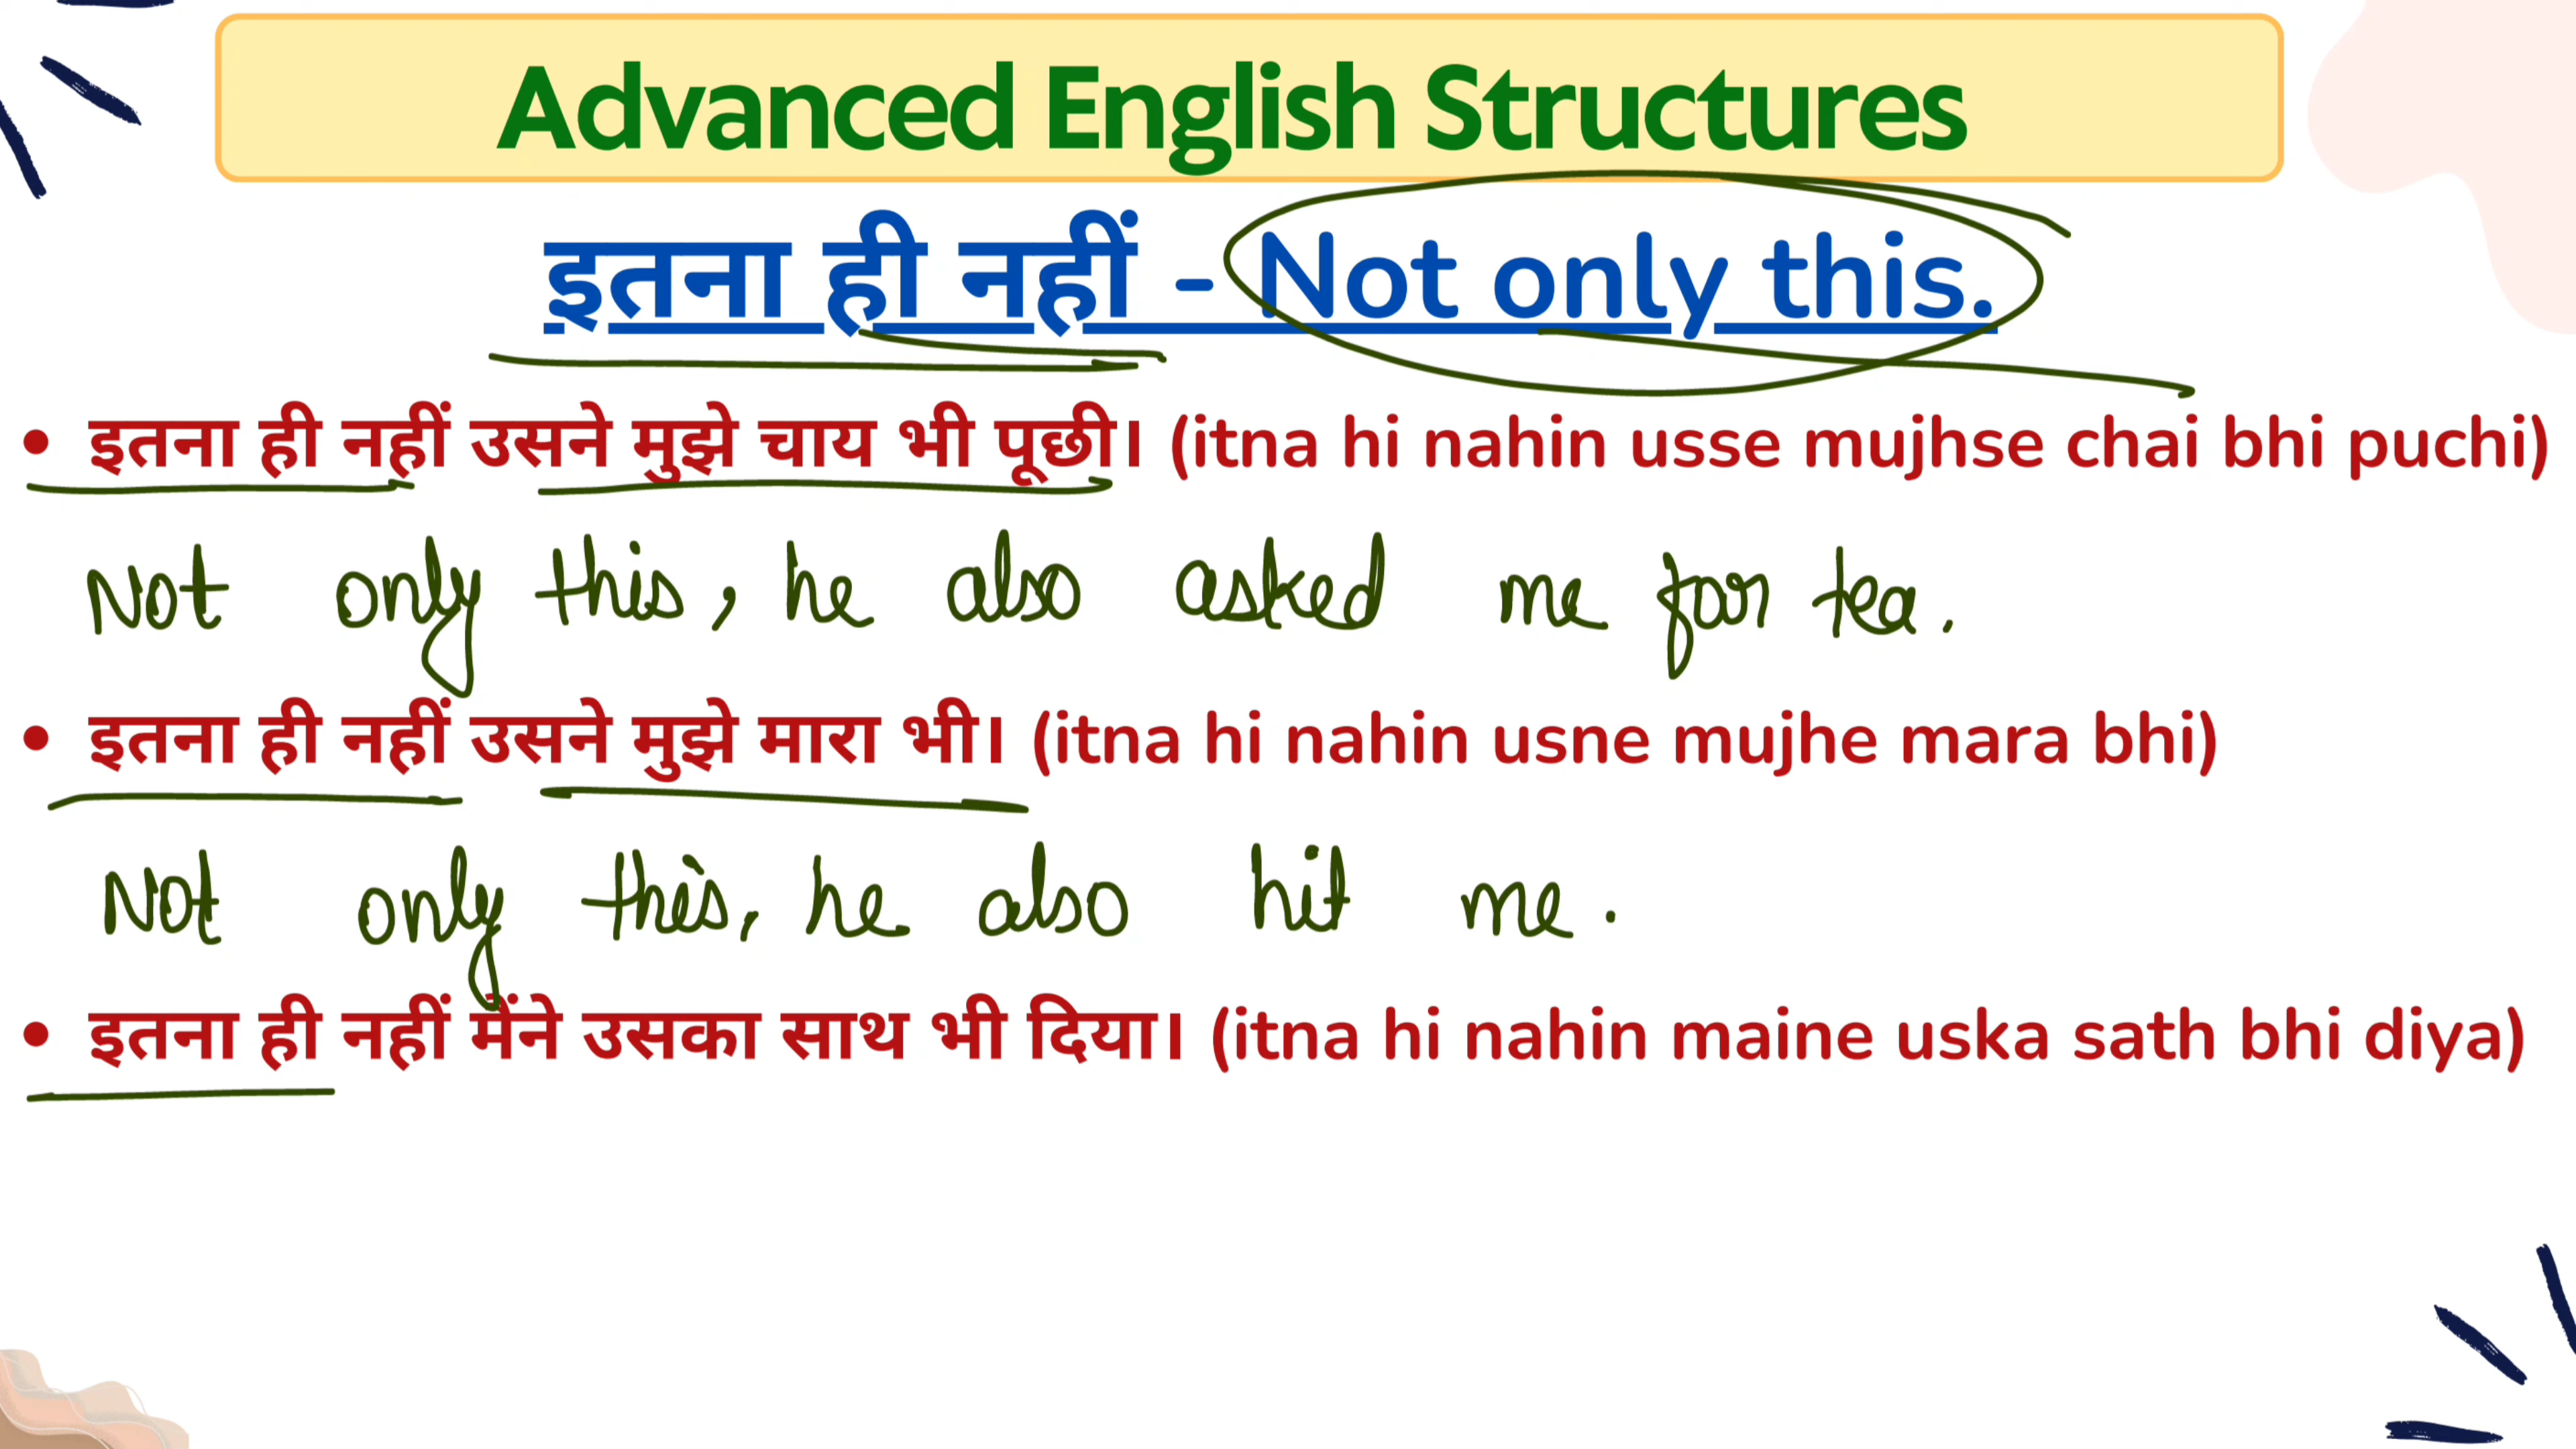 Advanced English Structures
इतना ही नहीं - Not only this.
• इतना ही नहीं उसने मुझे चाय भी पूछी। (itna hi nahin usse mujhse chai bhi puchi)
Not only this, he also asked me for tea.
• इतना ही नहीं उसने मुझे मारा भी। (itna hi nahin usne mujhe mara bhi)
Not only this, he also hit me.
• इतना ही नहीं मैंने उसका साथ भी दिया। (itna hi nahin maine uska sath bhi diya)